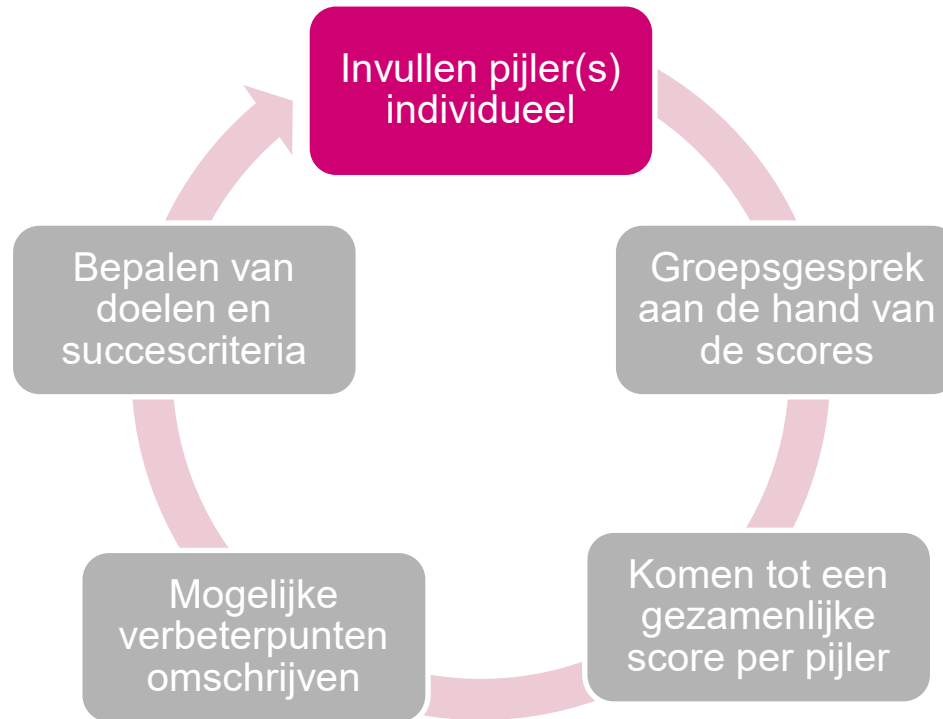 Invullen pijler(s)
individueel
Groepsgesprek
aan de hand van
de scores
Komen tot een
gezamenlijke
score per pijler
Mogelijke
verbeterpunten
omschrijven
Bepalen van
doelen en
succescriteria